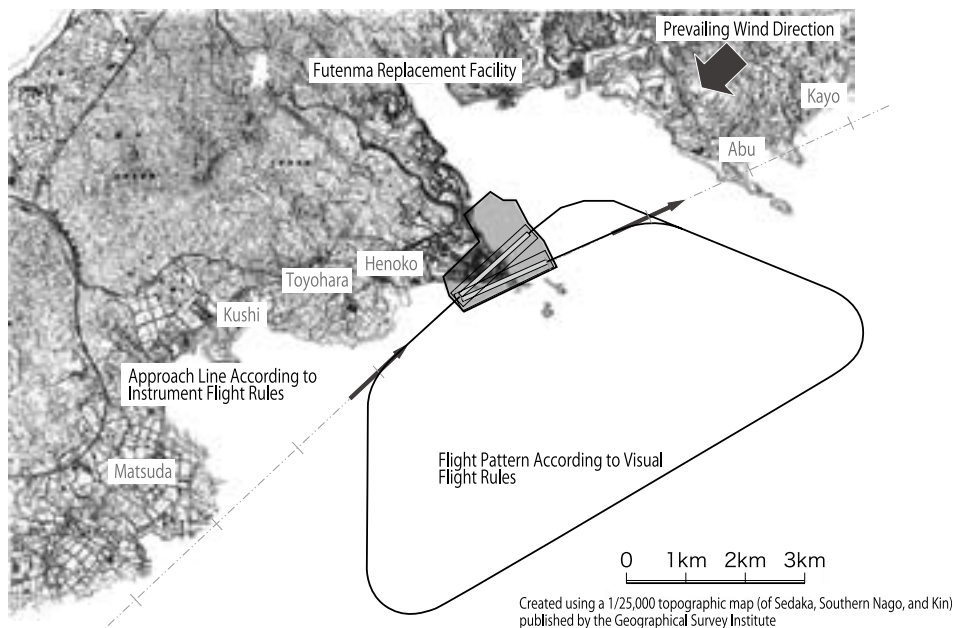 Prevailing Wind Direction
Futenma Replacement Facility
Kayo
Abu
Henoko
Toyohara
Kushi
Approach Line According to
Instrument Flight Rules
Matsuda
Flight Pattern According to Visual
Flight Rules
0 1km 2km 3km
Created using a 1/25,000 topographic map (of Sedaka, Southern Nago, and Kin)
published by the Geographical Survey Institute